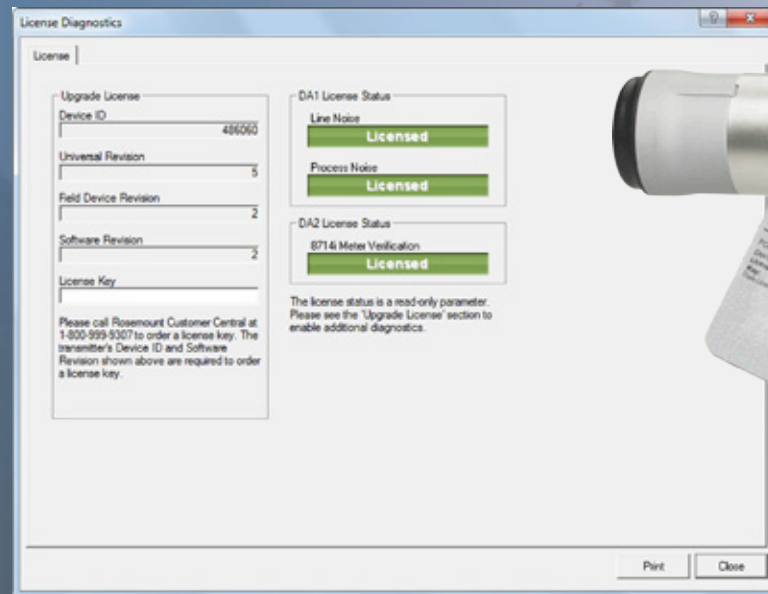 License Diagnostics
License
Upgrade License
Device ID
486060
Universal Revision
5
Field Device Revision
2
Software Revision
2
License Key
Please call Rosemount Customer Central at
1-800-999-9307 to order a license key. The
transmitter's Device ID and Software
Revision shown above are required to order
a license key.
DA1 License Status
Line Noise
Licensed
Process Noise
Licensed
DA2 License Status
8714i Meter Verification
Licensed
The license status is a read-only parameter.
Please see the 'Upgrade License' section to
enable additional diagnostics.
Print
Close